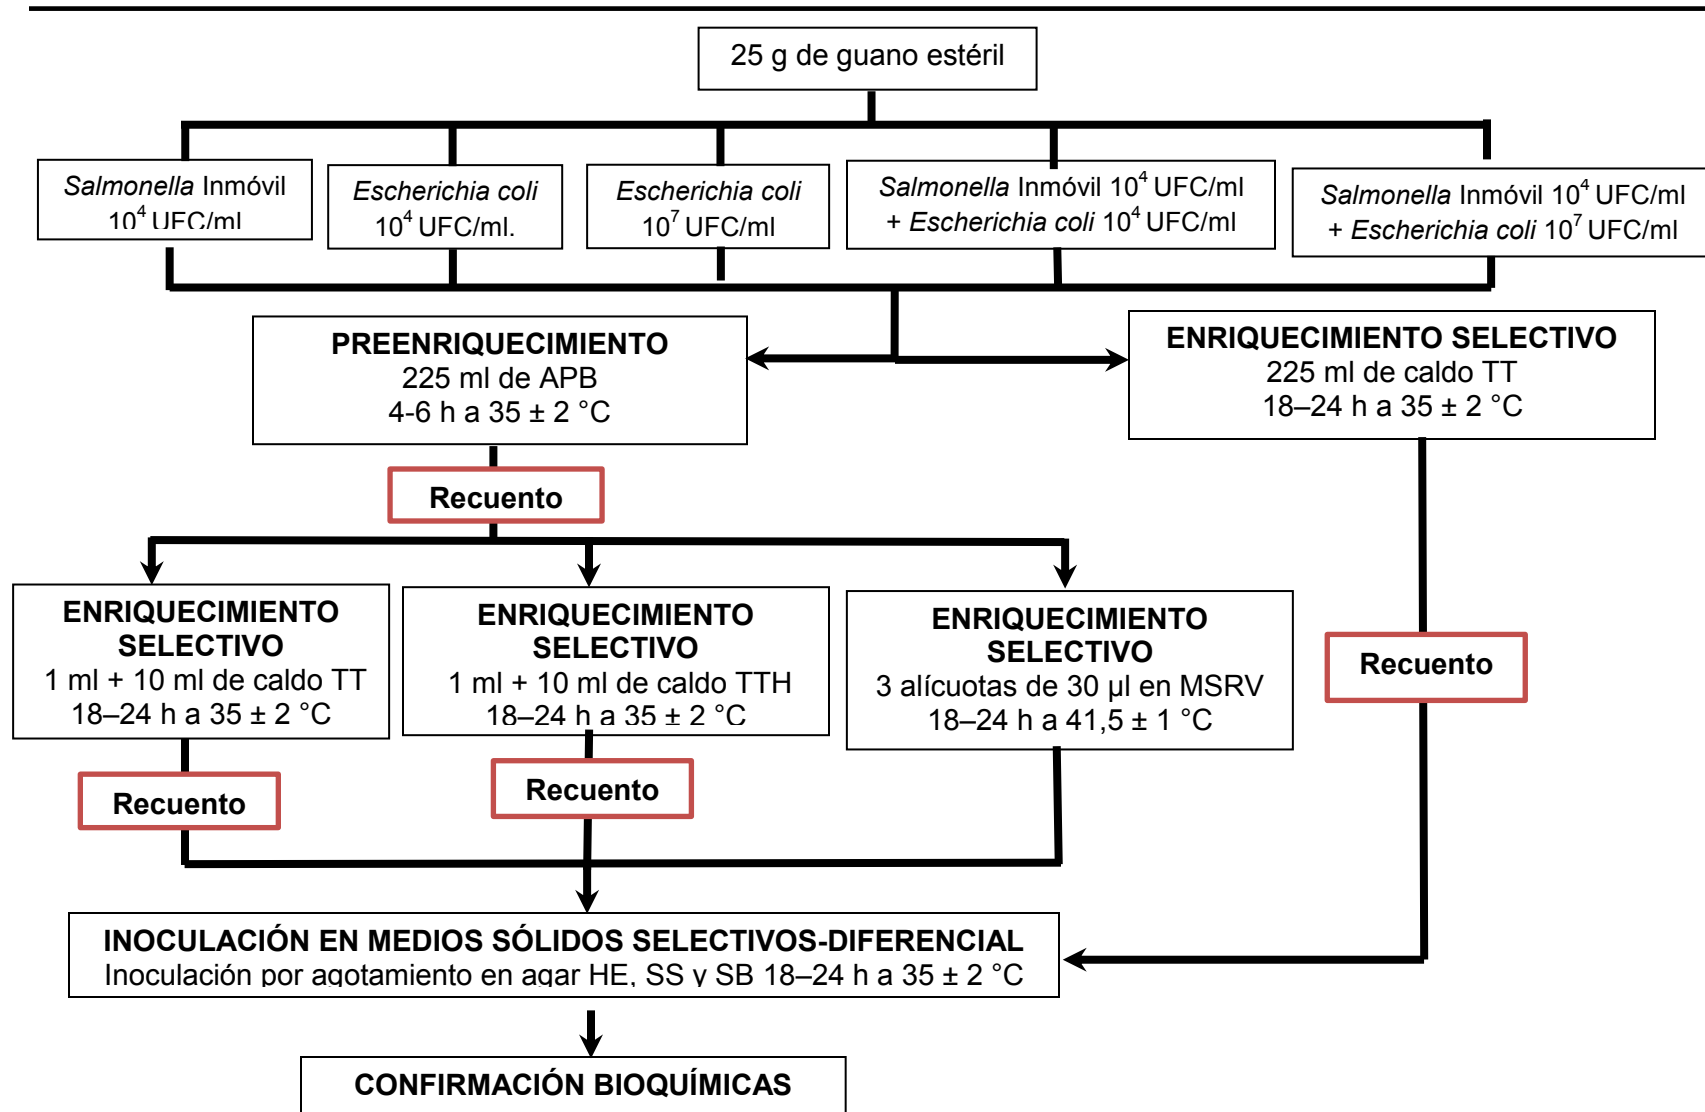 25 g de guano estéril
Salmonella Inmóvil
10⁴ UFC/ml
Escherichia coli
10⁴ UFC/ml.
Escherichia coli
10⁷ UFC/ml
Salmonella Inmóvil 10⁴ UFC/ml
+ Escherichia coli 10⁴ UFC/ml
Salmonella Inmóvil 10⁴ UFC/ml
+ Escherichia coli 10⁷ UFC/ml
PREENRIQUECIMIENTO
225 ml de APB
4-6 h a 35 ± 2 °C
ENRIQUECIMIENTO SELECTIVO
225 ml de caldo TT
18–24 h a 35 ± 2 °C
Recuento
ENRIQUECIMIENTO
SELECTIVO
1 ml + 10 ml de caldo TT
18–24 h a 35 ± 2 °C
ENRIQUECIMIENTO
SELECTIVO
1 ml + 10 ml de caldo TTH
18–24 h a 35 ± 2 °C
ENRIQUECIMIENTO
SELECTIVO
3 alícuotas de 30 µl en MSRV
18–24 h a 41,5 ± 1 °C
Recuento
Recuento
Recuento
INOCULACIÓN EN MEDIOS SÓLIDOS SELECTIVOS-DIFERENCIAL
Inoculación por agotamiento en agar HE, SS y SB 18–24 h a 35 ± 2 °C
CONFIRMACIÓN BIOQUÍMICAS